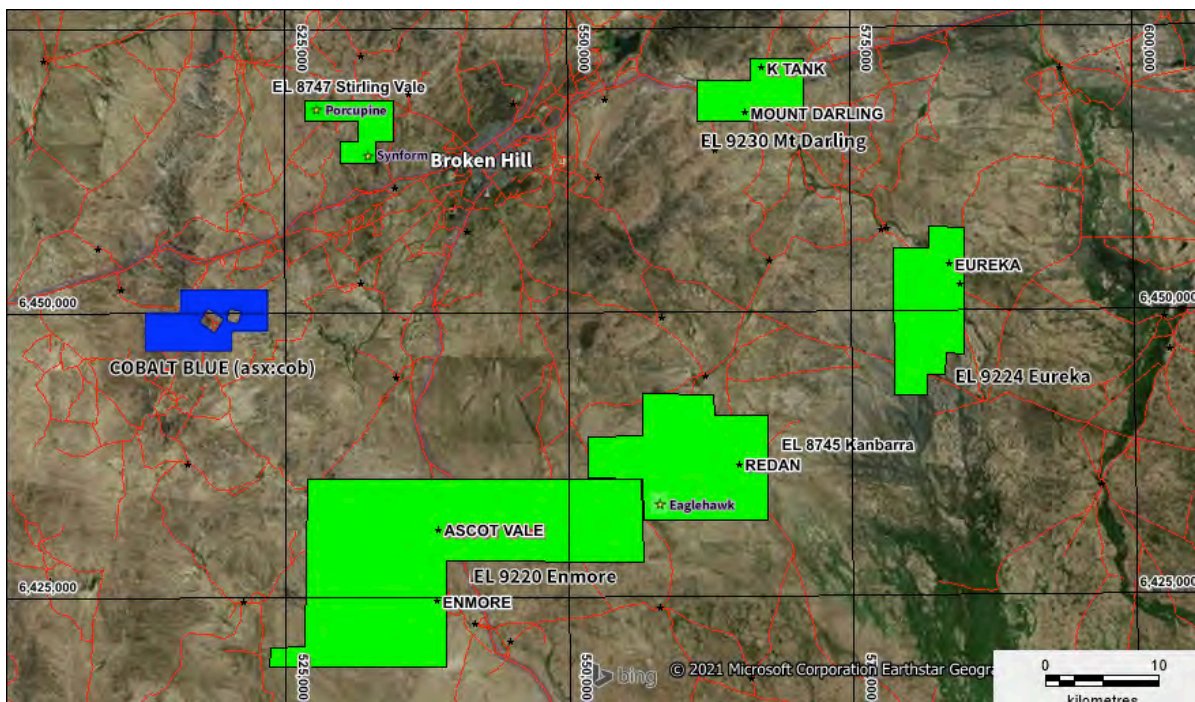 525,000
550,000
575,000
600,000
K TANK
EL 8747 Stirling Vale
Porcupine
MOUNT DARLING
EL 9230 Mt Darling
Synform
Broken Hill
EUREKA
6,450,000
6,450,000
COBALT BLUE (asx:cob)
EL 9224 Eureka
EL 8745 Kanbarra
REDAN
Eaglehawk
ASCOT VALE
EL 9220 Enmore
6,425,000
6,425,000
ENMORE
525,000
550,000
bing
© 2021 Microsoft Corporation Earthstar
0
10
kilometres